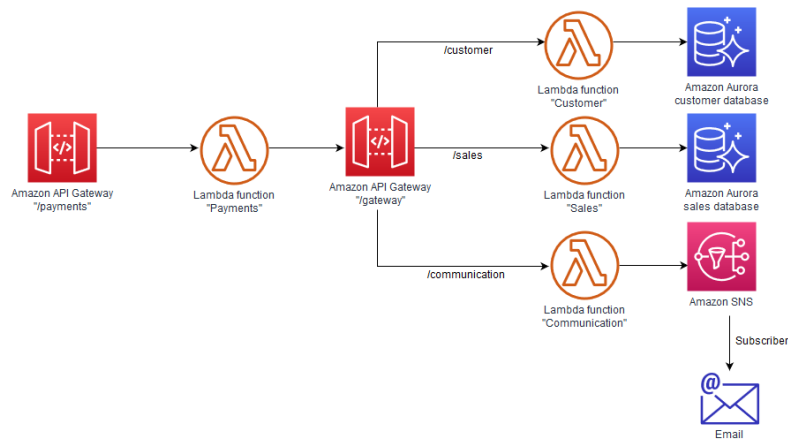 /customer
Lambda function
"Customer"
Amazon Aurora
customer database
Amazon API Gateway
"/payments"
Lambda function
"Payments"
Amazon API Gateway
"/gateway"
/sales
Lambda function
"Sales"
Amazon Aurora
sales database
/communication
Lambda function
"Communication"
Amazon SNS
Subscriber
@
Email